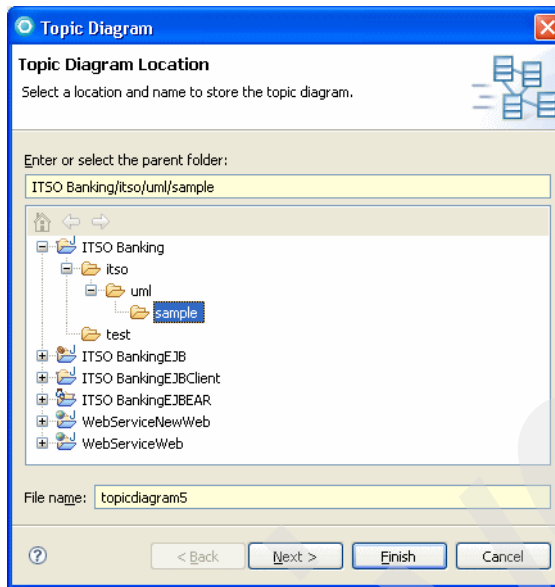 Topic Diagram
Topic Diagram Location
Select a location and name to store the topic diagram.
Enter or select the parent folder:
ITSO Banking/itso/uml/sample
ITSO Banking
itso
uml
sample
test
ITSO BankingEJB
ITSO BankingEJBClient
ITSO BankingEJBEAR
WebServiceNewWeb
WebServiceWeb
File name: topicdiagram5
< Back Next > Finish Cancel